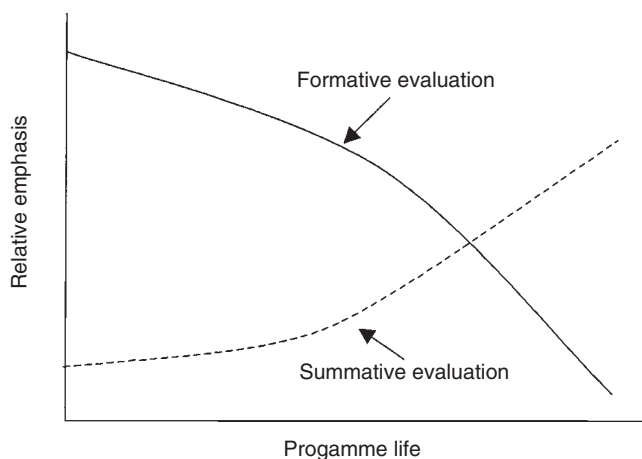 Formative evaluation
Relative emphasis
Summative evaluation
Progamme life